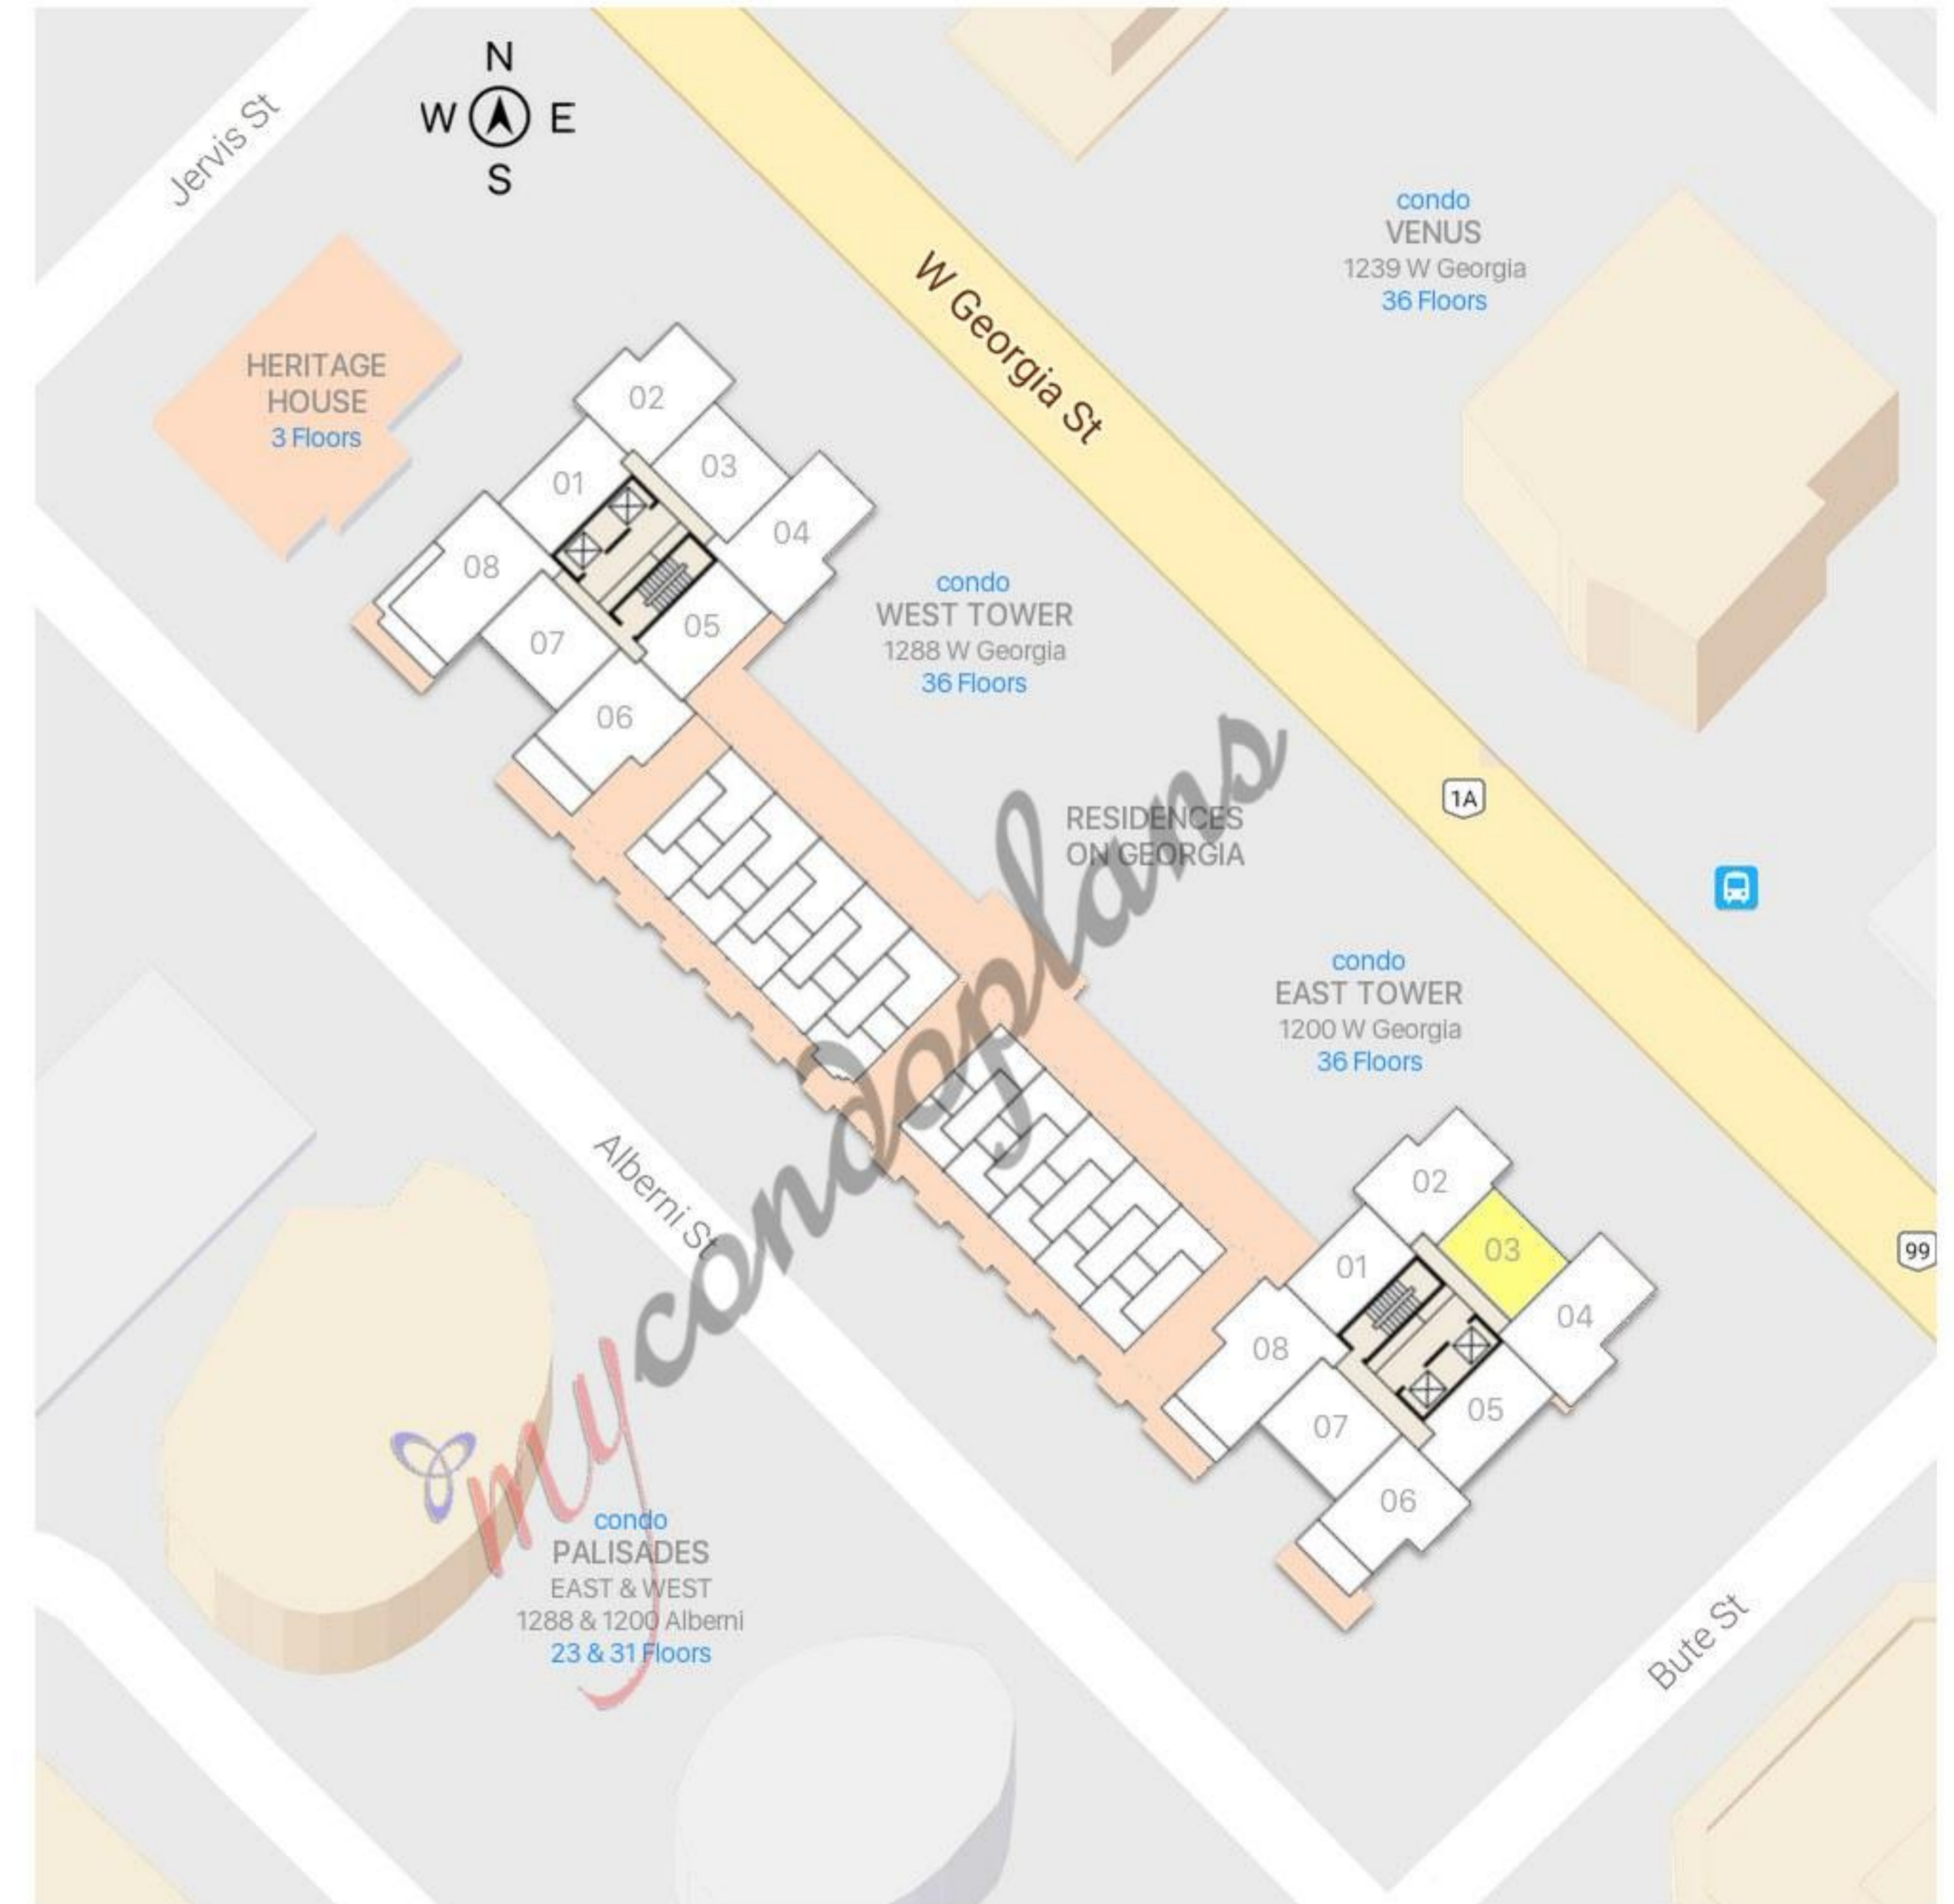 N
W E
S
Jervis St
condo
VENUS
1239 W Georgia
36 Floors
W Georgia St
HERITAGE
HOUSE
3 Floors
02
03
01
04
08
05
07
06
condo
WEST TOWER
1288 W Georgia
36 Floors
1A
RESIDENCES
ON GEORGIA
condo
EAST TOWER
1200 W Georgia
36 Floors
99
02
03
01
04
08
05
07
06
Alberni St
mycondoplans
condo
PALISADES
EAST & WEST
1288 & 1200 Alberni
23 & 31 Floors
Bute St